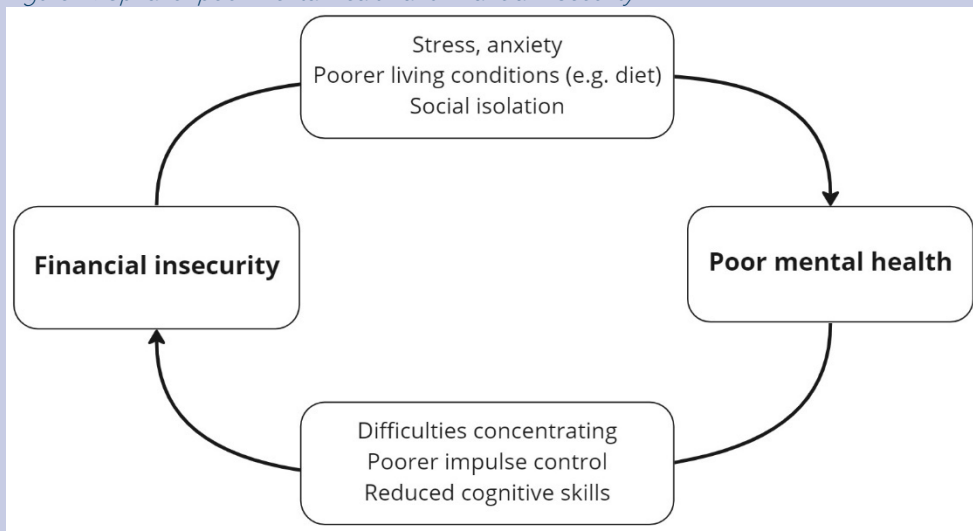 Stress, anxiety
Poorer living conditions (e.g. diet)
Social isolation
Financial insecurity
Poor mental health
Difficulties concentrating
Poorer impulse control
Reduced cognitive skills